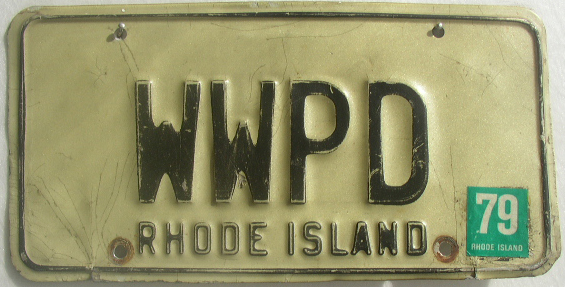 WWPD
RHODE ISLAND
79
RHODE ISLAND